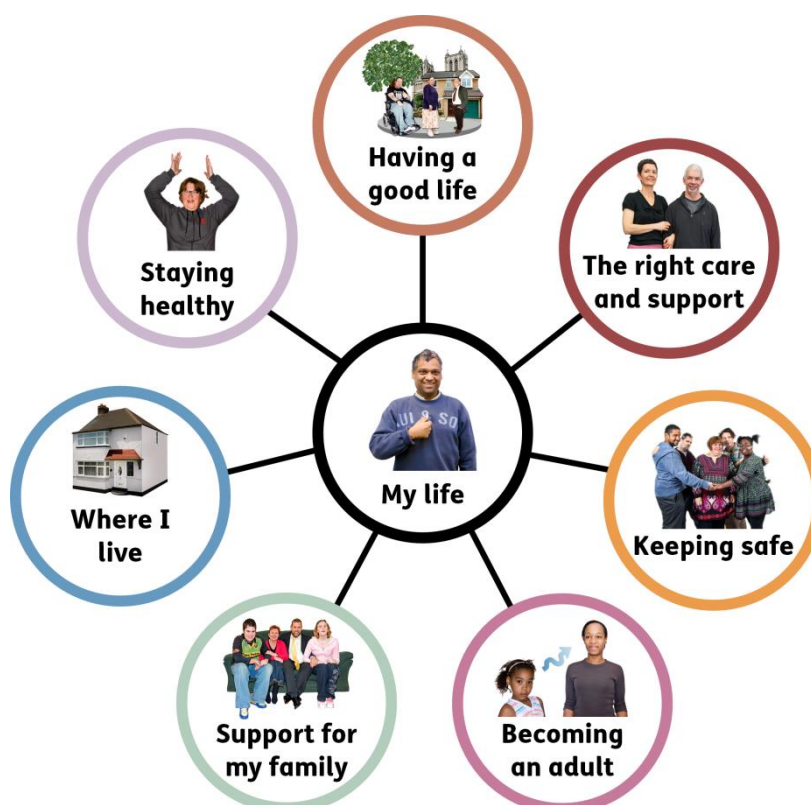 Having a
good life
The right care
and support
Keeping safe
Becoming
an adult
Support for
my family
Where I
live
Staying
healthy
My life